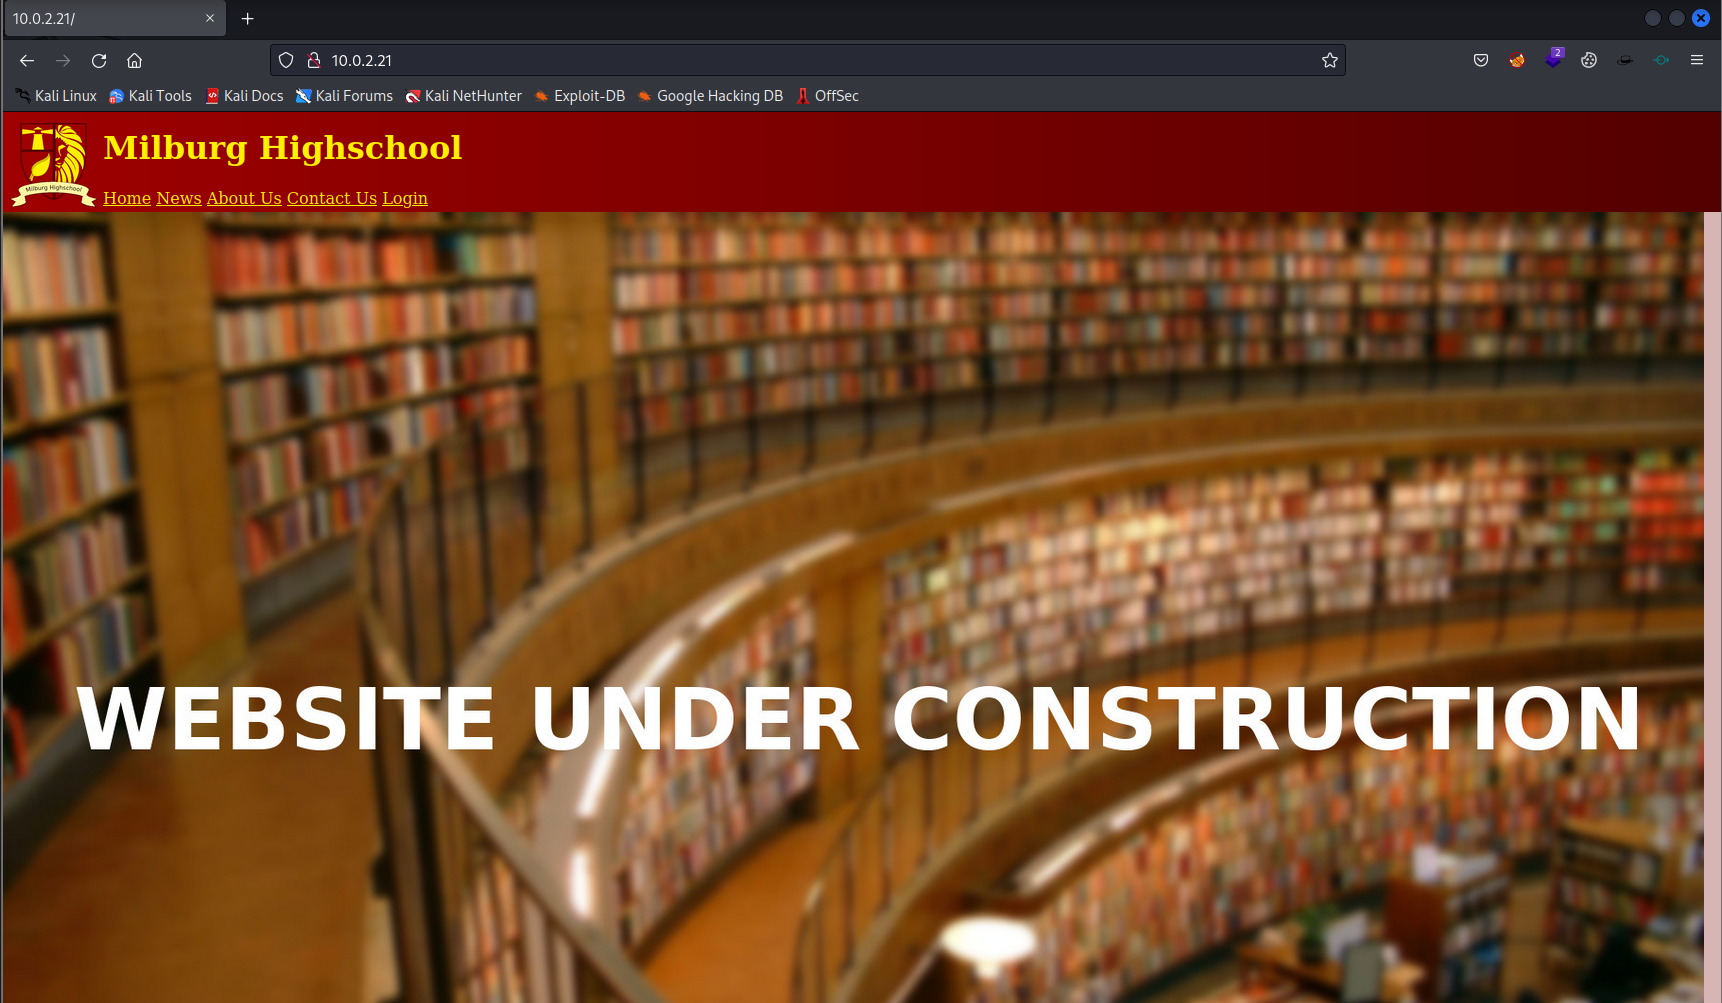 10.0.2.21/
10.0.2.21
2
Kali Linux Kali Tools Kali Docs Kali Forums Kali NetHunter Exploit-DB Google Hacking DB OffSec
Milburg Highschool
Milburg Highschool
Home News About Us Contact Us Login
WEBSITE UNDER CONSTRUCTION